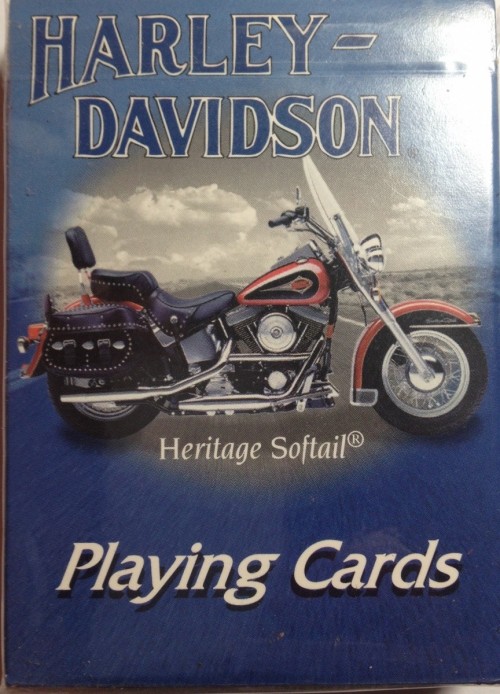 HARLEY-
DAVIDSON®
Heritage Softail®
Playing Cards